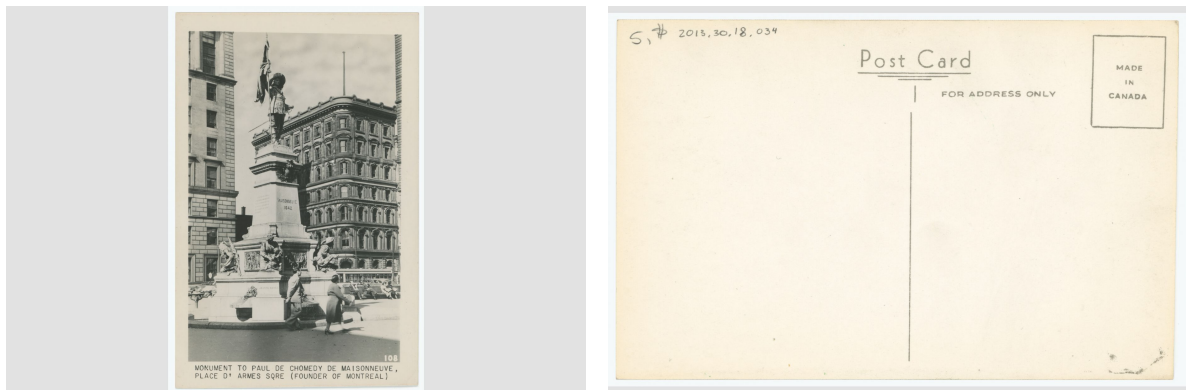 108
MONUMENT TO PAUL DE CHOMEDY DE MAISONNEUVE,
PLACE D' ARMES SQRE (FOUNDER OF MONTREAL)
5,# 2013,30,18,034
Post Card
FOR ADDRESS ONLY
MADE
IN
CANADA